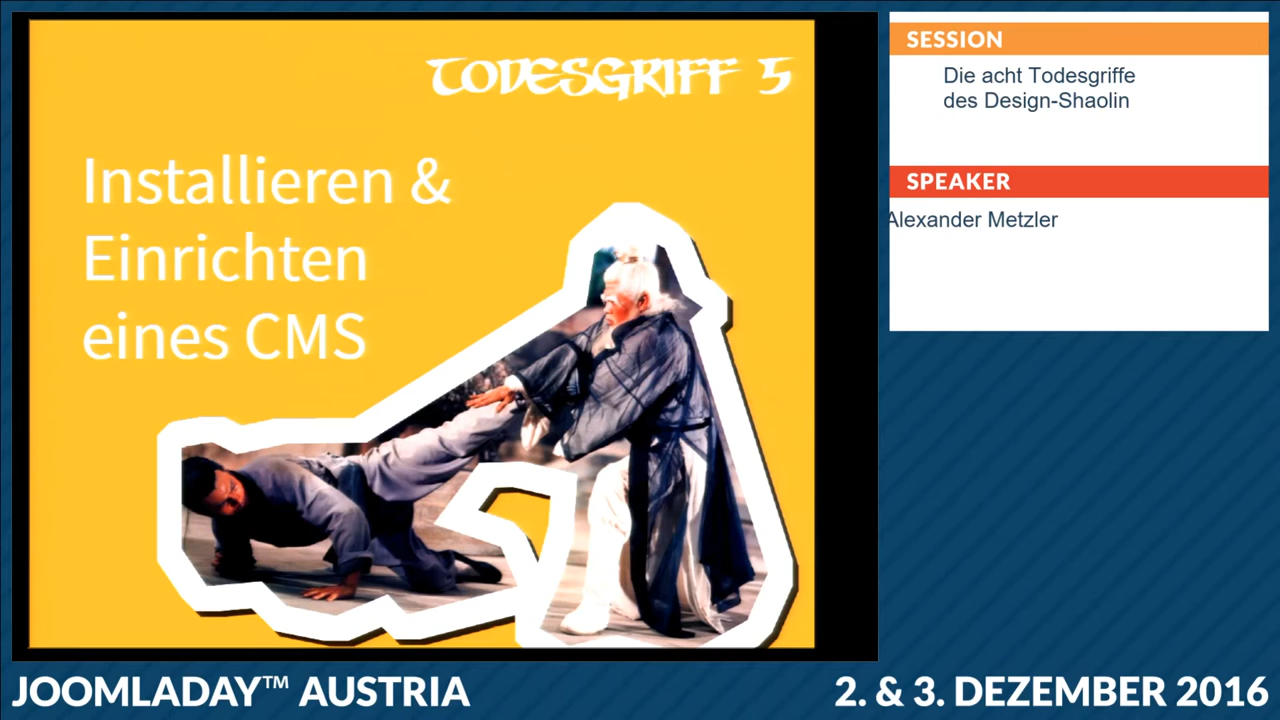 TODESGRIFF 5
Installieren &
Einrichten
eines CMS
SESSION
Die acht Todesgriffe
des Design-Shaolin
SPEAKER
Alexander Metzler
JOOMLADAY™ AUSTRIA
2. & 3. DEZEMBER 2016